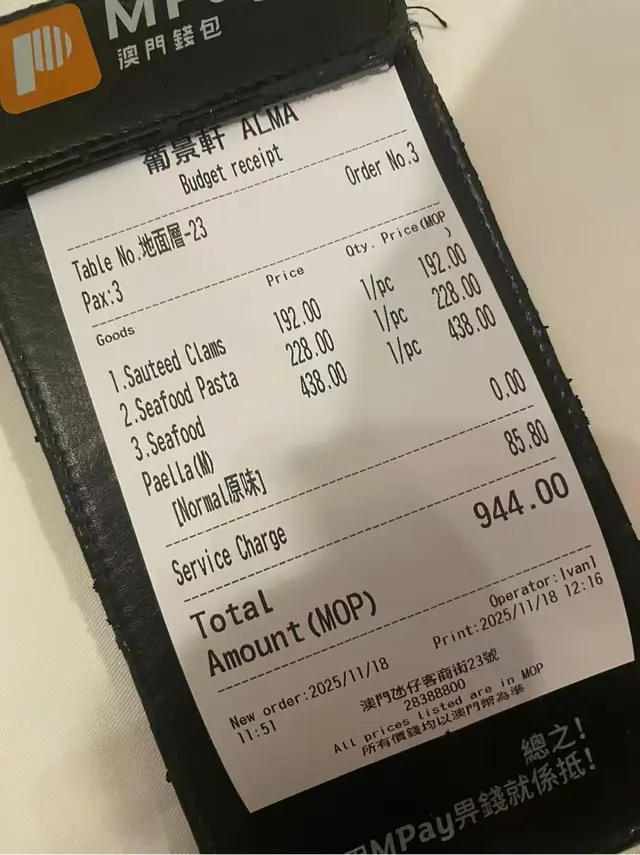 MPay
澳門錢包
葡景軒 ALMA
Budget receipt
Order No.3
Table No.地面層-23
Pax:3
Goods Price Qty. Price(MOP)
1.Sauteed Clams 192.00 1/pc 192.00
2.Seafood Pasta 228.00 1/pc 228.00
3.Seafood 438.00 1/pc 438.00
Paella(M)
[Normal原味] 0.00
Service Charge 85.80
Total 944.00
Amount(MOP)
Operator:Ivan1
New order:2025/11/18 Print:2025/11/18 12:16
11:51
澳門氹仔客商街23號
28388800
All prices listed are in MOP
所有價錢均以澳門幣為準
總之!
用MPay畀錢就係抵!